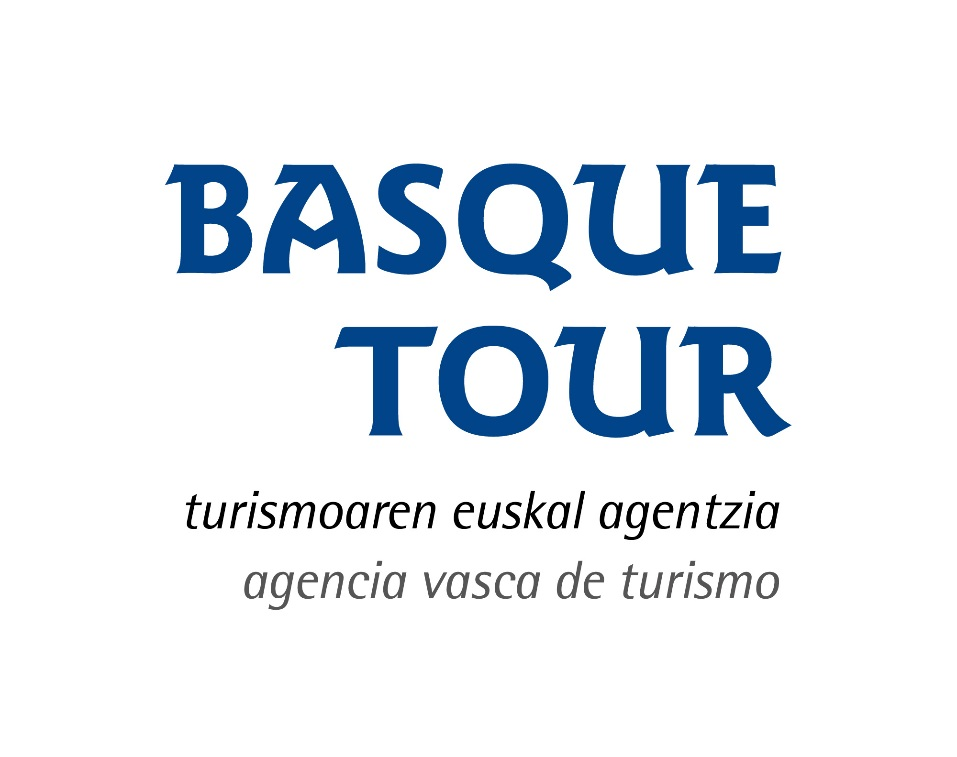 BASQUE
TOUR
turismoaren euskal agentzia
agencia vasca de turismo